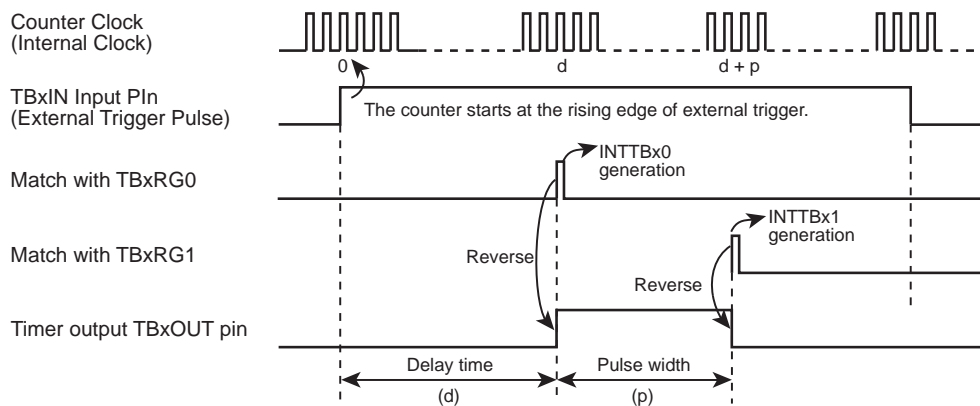 Counter Clock
(Internal Clock)
0
d
d + p
TBxIN Input PIn
(External Trigger Pulse)
The counter starts at the rising edge of external trigger.
INTTBx0
generation
Match with TBxRG0
INTTBx1
generation
Match with TBxRG1
Reverse
Reverse
Timer output TBxOUT pin
Delay time
Pulse width
(d)
(p)